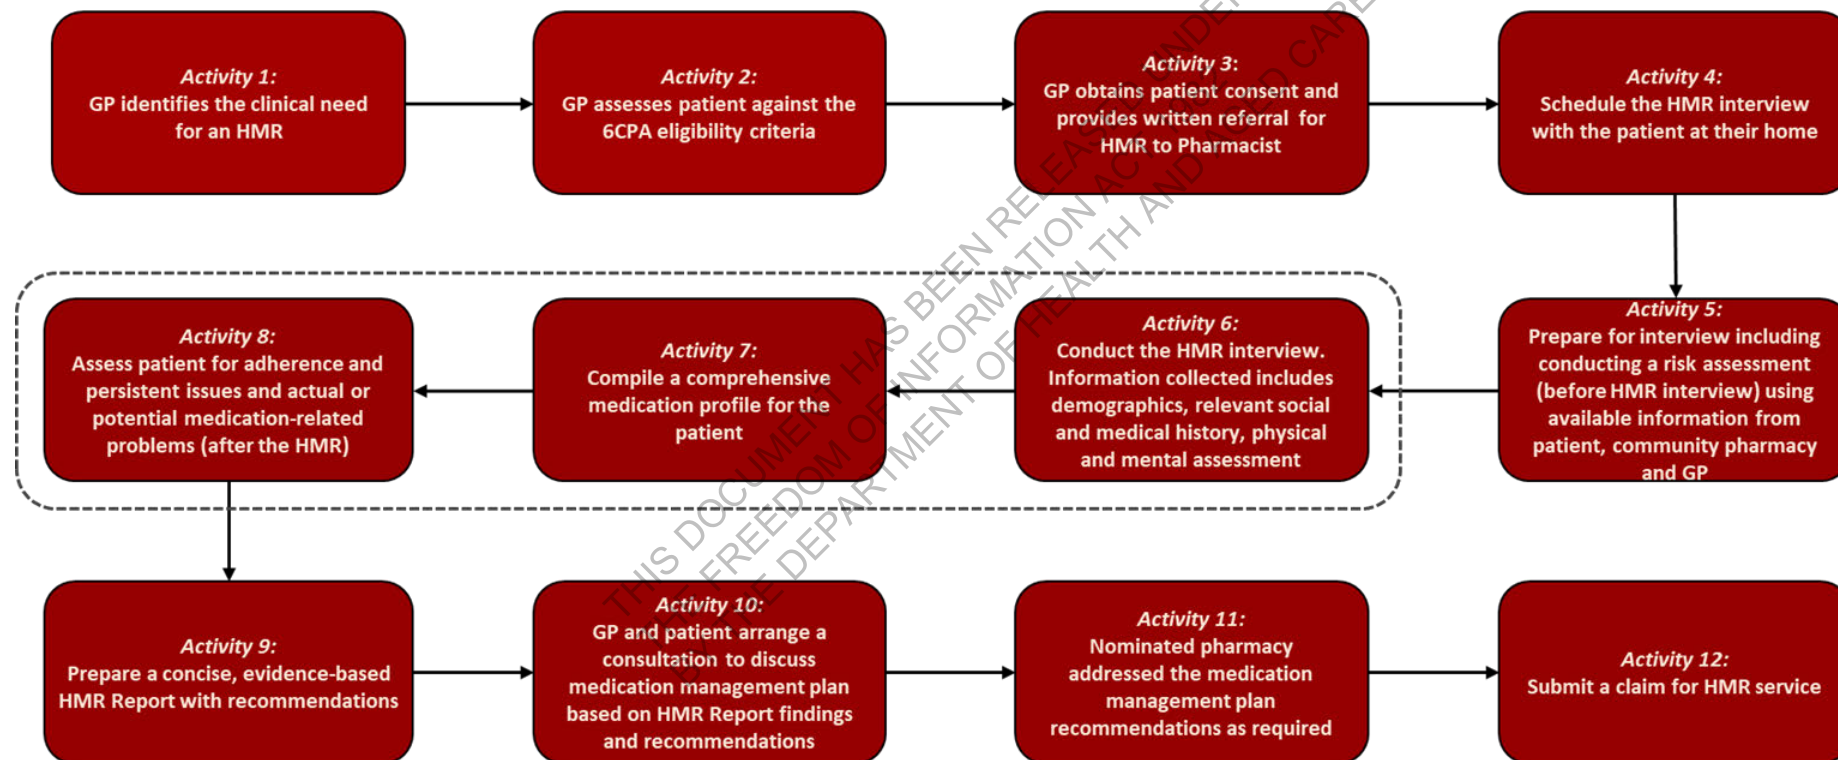 Activity 1:
GP identifies the clinical need
for an HMR
Activity 2:
GP assesses patient against the
6CPA eligibility criteria
Activity 3:
GP obtains patient consent and
provides written referral for
HMR to Pharmacist
Activity 4:
Schedule the HMR interview
with the patient at their home
Activity 5:
Prepare for interview including
conducting a risk assessment
(before HMR interview) using
available information from
patient, community pharmacy
and GP
Activity 6:
Conduct the HMR interview.
Information collected includes
demographics, relevant social
and medical history, physical
and mental assessment
Activity 7:
Compile a comprehensive
medication profile for the
patient
Activity 8:
Assess patient for adherence and
persistent issues and actual or
potential medication-related
problems (after the HMR)
Activity 9:
Prepare a concise, evidence-based
HMR Report with recommendations
Activity 10:
GP and patient arrange a
consultation to discuss
medication management plan
based on HMR Report findings
and recommendations
Activity 11:
Nominated pharmacy
addressed the medication
management plan
recommendations as required
Activity 12:
Submit a claim for HMR service
THIS DOCUMENT HAS BEEN RELEASED UNDER
THE FREEDOM OF INFORMATION ACT 1982
BY THE DEPARTMENT OF HEALTH AND AGED CARE